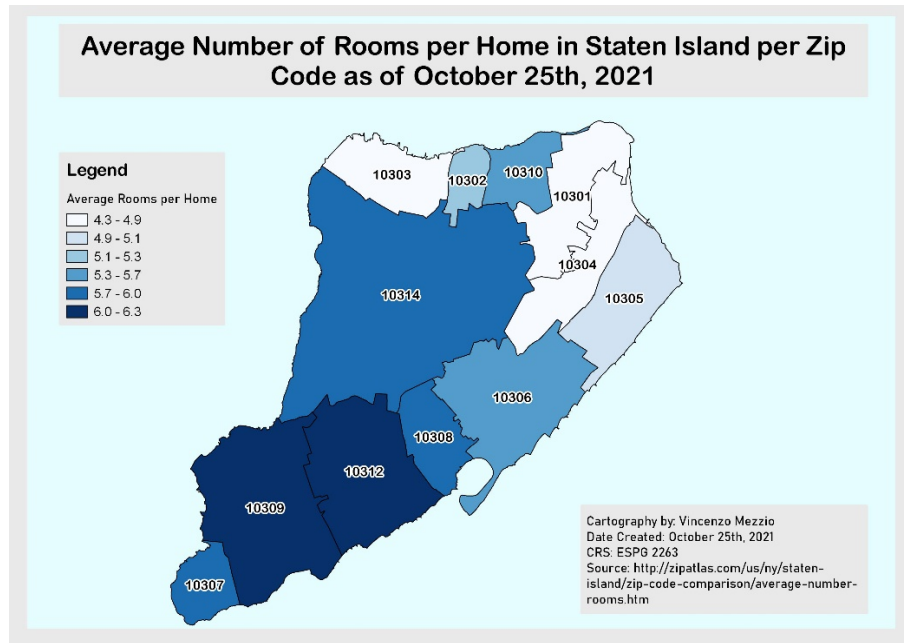 Average Number of Rooms per Home in Staten Island per Zip
Code as of October 25th, 2021
Legend
Average Rooms per Home
4.3 - 4.9
4.9 - 5.1
5.1 - 5.3
5.3 - 5.7
5.7 - 6.0
6.0 - 6.3
10303
10302
10310
10301
10304
10305
10314
10306
10308
10312
10309
10307
Cartography by: Vincenzo Mezzio
Date Created: October 25th, 2021
CRS: ESPG 2263
Source: http://zipatlas.com/us/ny/staten-
island/zip-code-comparison/average-number-
rooms.htm